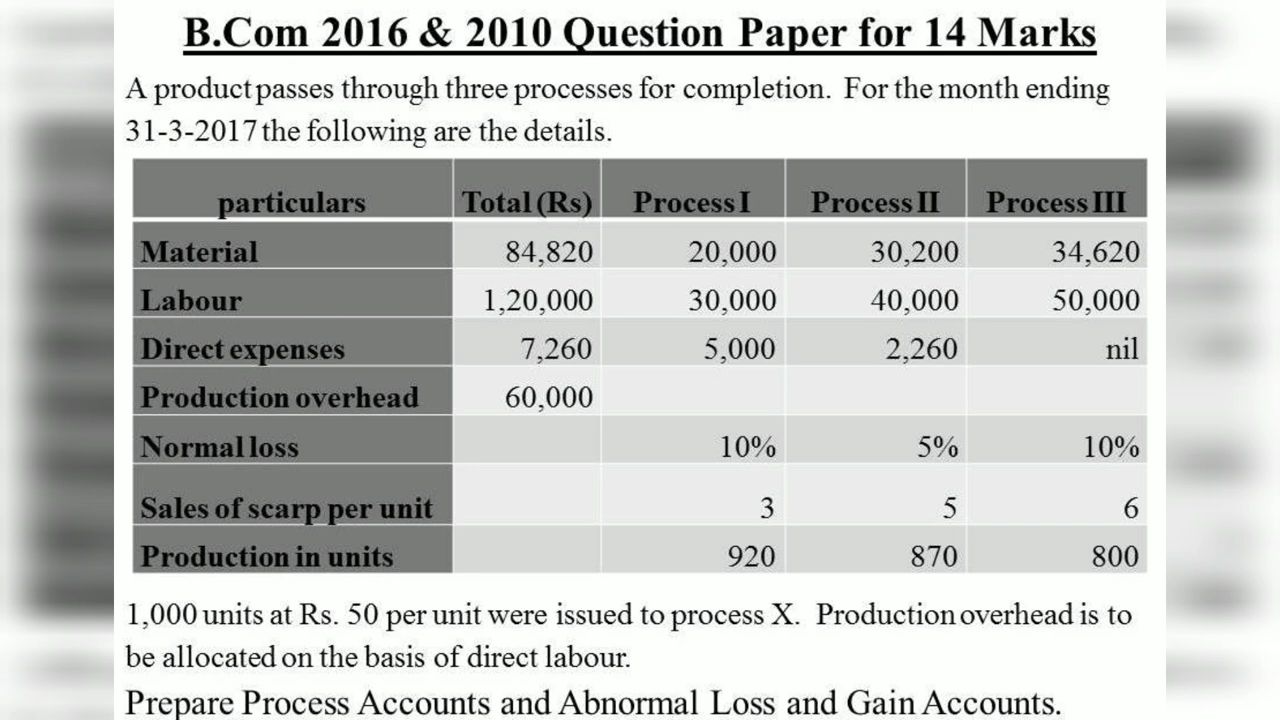 B.Com 2016 & 2010 Question Paper for 14 Marks
A product passes through three processes for completion. For the month ending
31-3-2017 the following are the details.
particulars Total (Rs) Process I Process II Process III
Material 84,820 20,000 30,200 34,620
Labour 1,20,000 30,000 40,000 50,000
Direct expenses 7,260 5,000 2,260 nil
Production overhead 60,000
Normal loss 10% 5% 10%
Sales of scarp per unit 3 5 6
Production in units 920 870 800
1,000 units at Rs. 50 per unit were issued to process X. Production overhead is to
be allocated on the basis of direct labour.
Prepare Process Accounts and Abnormal Loss and Gain Accounts.